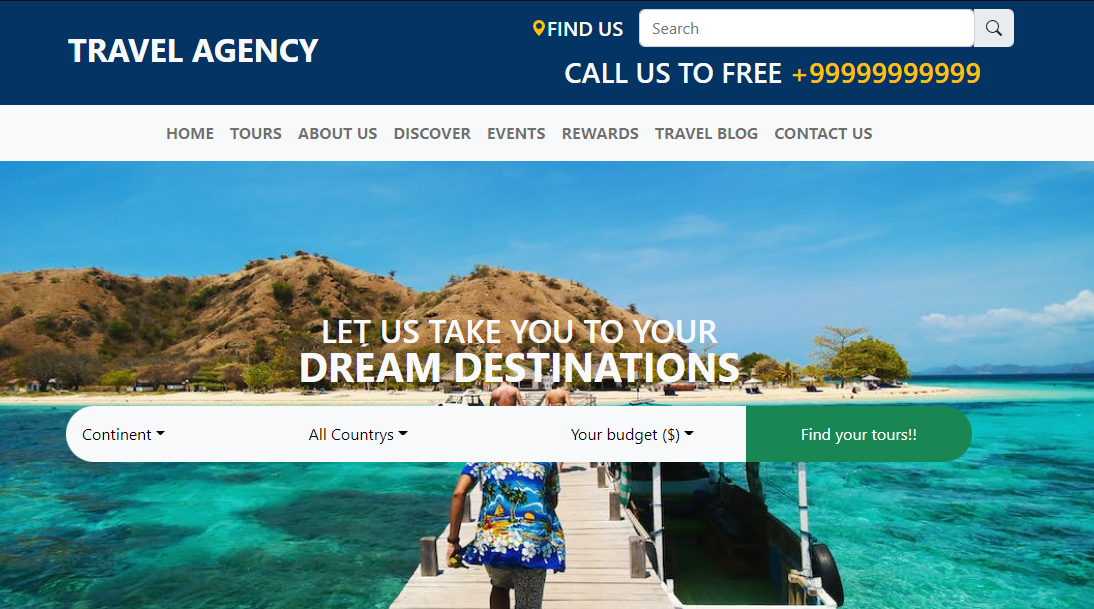 TRAVEL AGENCY
FIND US
Search
CALL US TO FREE +99999999999
HOME TOURS ABOUT US DISCOVER EVENTS REWARDS TRAVEL BLOG CONTACT US
LET US TAKE YOU TO YOUR
DREAM DESTINATIONS
Continent All Countrys Your budget ($) Find your tours!!